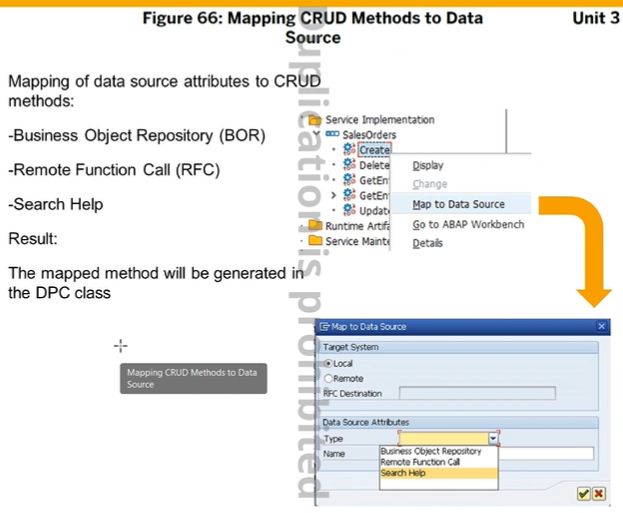 Figure 66: Mapping CRUD Methods to Data
Source
Unit 3
Mapping of data source attributes to CRUD
methods:
-Business Object Repository (BOR)
-Remote Function Call (RFC)
-Search Help
Result:
The mapped method will be generated in
the DPC class
Mapping CRUD Methods to Data
Source
Duplication is prohibited
Service Implementation
SalesOrders
Create
Delete
GetEn
GetEn
Updat
Runtime Artifa
Service Mainte
Display
Change
Map to Data Source
Go to ABAP Workbench
Details
Map to Data Source
Target System
Local
Remote
RFC Destination
Data Source Attributes
Type
Name
Business Object Repository
Remote Function Call
Search Help